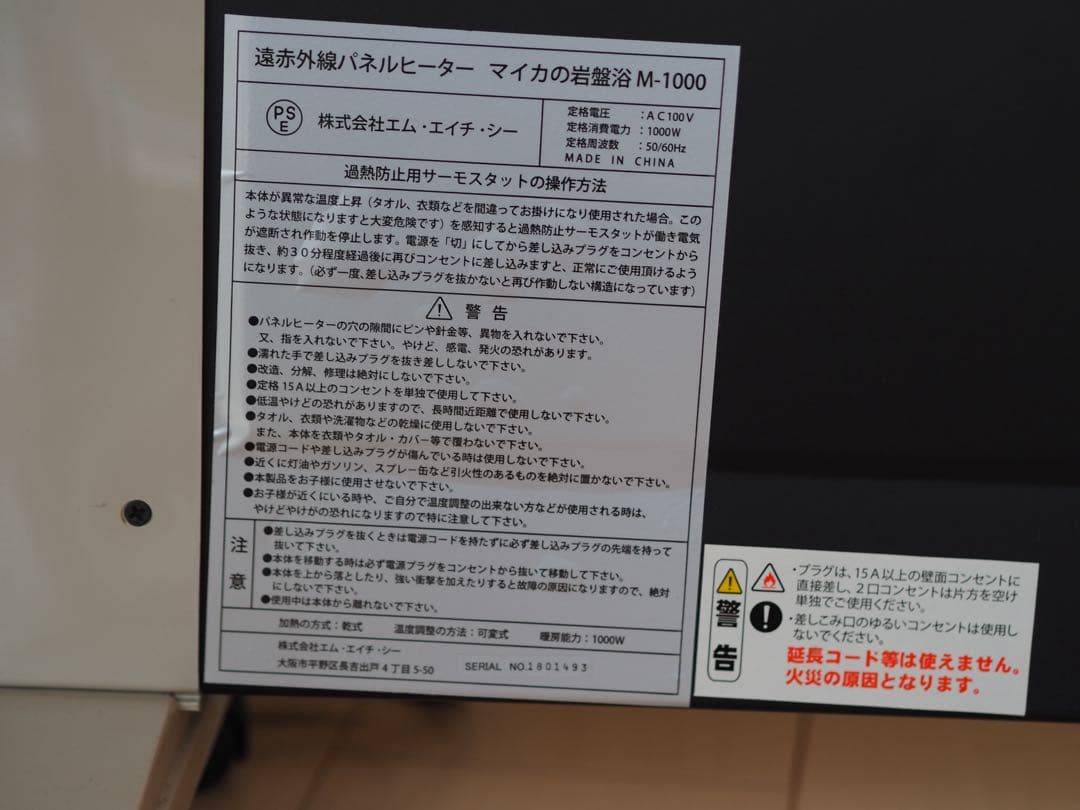 遠赤外線パネルヒーター マイカの岩盤浴 M-1000
PS
E
株式会社エム・エイチ・シー
定格電圧 :AC100V
定格消費電力 :1000W
定格周波数 :50/60Hz
MADE IN CHINA
過熱防止用サーモスタットの操作方法
本体が異常な温度上昇(タオル、衣類などを間違ってお掛けになり使用された場合。この
ような状態になりますと大変危険です)を感知すると過熱防止サーモスタットが働き電気
が遮断され作動を停止します。電源を「切」にしてから差し込みプラグをコンセントから
抜き、約30分程度経過後に再びコンセントに差し込みますと、正常にご使用頂けるよう
になります。(必ず一度、差し込みプラグを抜かないと再び作動しない構造になっています)
警告
●パネルヒーターの穴の隙間にピンや針金等、異物を入れないで下さい。
又、指を入れないで下さい。やけど、感電、発火の恐れがあります。
●濡れた手で差し込みプラグを抜き差ししないで下さい。
●改造、分解、修理は絶対にしないで下さい。
●定格15A以上のコンセントを単独で使用して下さい。
●低温やけどの恐れがありますので、長時間近距離で使用しないで下さい。
●タオル、衣類や洗濯物などの乾燥に使用しないで下さい。
また、本体を衣類やタオル・カバー等で覆わないで下さい。
●電源コードや差し込みプラグが傷んでいる時は使用しないで下さい。
●近くに灯油やガソリン、スプレー缶など引火性のあるものを絶対に置かないで下さい。
●本製品をお子様に使用させないで下さい。
●お子様が近くにいる時や、ご自分で温度調整の出来ない方などが使用される時は、
やけどやけがの恐れになりますので特に注意して下さい。
注意
●差し込みプラグを抜くときは電源コードを持たずに必ず差し込みプラグの先端を持って
抜いて下さい。
●本体を移動する時は必ず電源プラグをコンセントから抜いて移動して下さい。
●本体を上から落としたり、強い衝撃を加えたりすると故障の原因になりますので、絶対
にしないで下さい。
●使用中は本体から離れないで下さい。
加熱の方式:乾式 温度調整の方法:可変式 暖房能力:1000W
株式会社エム・エイチ・シー
大阪市平野区長吉出戸4丁目5-50 SERIAL NO.1801493
警告
・プラグは、15A以上の壁面コンセントに
直接差し、2口コンセントは片方を空け
単独でご使用ください。
・差しこみ口のゆるいコンセントは使用し
ないでください。
延長コード等は使えません。
火災の原因となります。